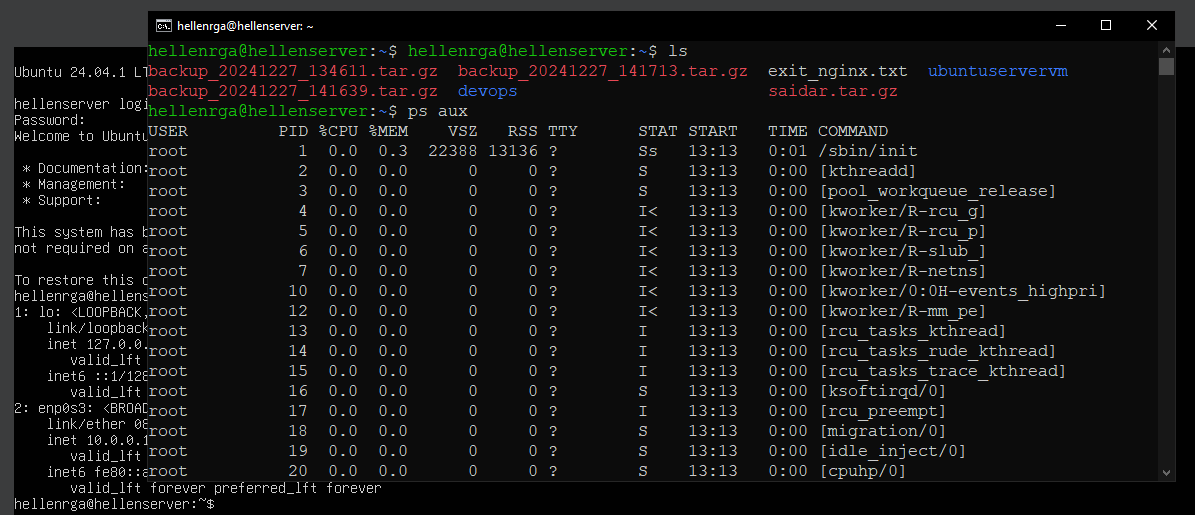 hellenrga@hellenserver: ~
hellenrga@hellenserver:~$ hellenrga@hellenserver:~$ ls
backup_20241227_134611.tar.gz backup_20241227_141713.tar.gz exit_nginx.txt ubuntuservervm
backup_20241227_141639.tar.gz devops saidar.tar.gz
hellenrga@hellenserver:~$ ps aux
USER PID %CPU %MEM VSZ RSS TTY STAT START TIME COMMAND
root 1 0.0 0.3 22388 13136 ? Ss 13:13 0:01 /sbin/init
root 2 0.0 0.0 0 0 ? S 13:13 0:00 [kthreadd]
root 3 0.0 0.0 0 0 ? S 13:13 0:00 [pool_workqueue_release]
root 4 0.0 0.0 0 0 ? I< 13:13 0:00 [kworker/R-rcu_g]
root 5 0.0 0.0 0 0 ? I< 13:13 0:00 [kworker/R-rcu_p]
root 6 0.0 0.0 0 0 ? I< 13:13 0:00 [kworker/R-slub_]
root 7 0.0 0.0 0 0 ? I< 13:13 0:00 [kworker/R-netns]
root 10 0.0 0.0 0 0 ? I< 13:13 0:00 [kworker/0:0H-events_highpri]
root 12 0.0 0.0 0 0 ? I< 13:13 0:00 [kworker/R-mm_pe]
root 13 0.0 0.0 0 0 ? I 13:13 0:00 [rcu_tasks_kthread]
root 14 0.0 0.0 0 0 ? I 13:13 0:00 [rcu_tasks_rude_kthread]
root 15 0.0 0.0 0 0 ? I 13:13 0:00 [rcu_tasks_trace_kthread]
root 16 0.0 0.0 0 0 ? S 13:13 0:00 [ksoftirqd/0]
root 17 0.0 0.0 0 0 ? I 13:13 0:00 [rcu_preempt]
root 18 0.0 0.0 0 0 ? S 13:13 0:00 [migration/0]
root 19 0.0 0.0 0 0 ? S 13:13 0:00 [idle_inject/0]
root 20 0.0 0.0 0 0 ? S 13:13 0:00 [cpuhp/0]
Ubuntu 24.04.1 LT
hellenserver logi
Password:
Welcome to Ubuntu
* Documentation:
* Management:
* Support:
This system has b
not required on a
To restore this c
hellenrga@hellens
1: lo: <LOOPBACK,
link/loopback
inet 127.0.0.
valid_lft
inet6 ::1/128
valid_lft
2: enp0s3: <BROAD
link/ether 08
inet 10.0.0.1
valid_lft
inet6 fe80::a
valid_lft forever preferred_lft forever
hellenrga@hellenserver:~$